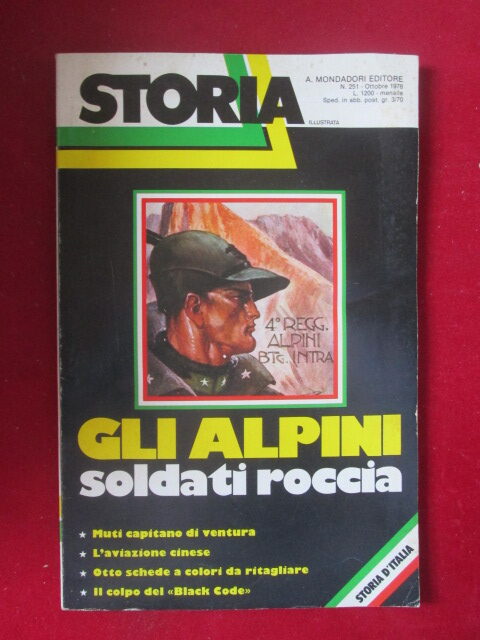 STORIA
ILLUSTRATA
A. MONDADORI EDITORE
N. 251 - Ottobre 1978
L. 1200 - mensile
Sped. in abb. post. gr. 3/70
4° REGG.
ALPINI
BTG. INTRA
GLI ALPINI
soldati roccia
★ Muti capitano di ventura
★ L'aviazione cinese
★ Otto schede a colori da ritagliare
★ Il colpo del «Black Code»
STORIA D'ITALIA